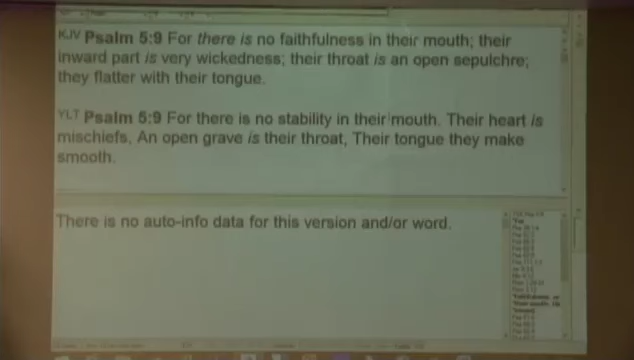 KJV Psalm 5:9 For there is no faithfulness in their mouth; their
inward part is very wickedness; their throat is an open sepulchre;
they flatter with their tongue.
YLT Psalm 5:9 For there is no stability in their mouth. Their heart is
mischiefs, An open grave is their throat, Their tongue they make
smooth.
There is no auto-info data for this version and/or word.